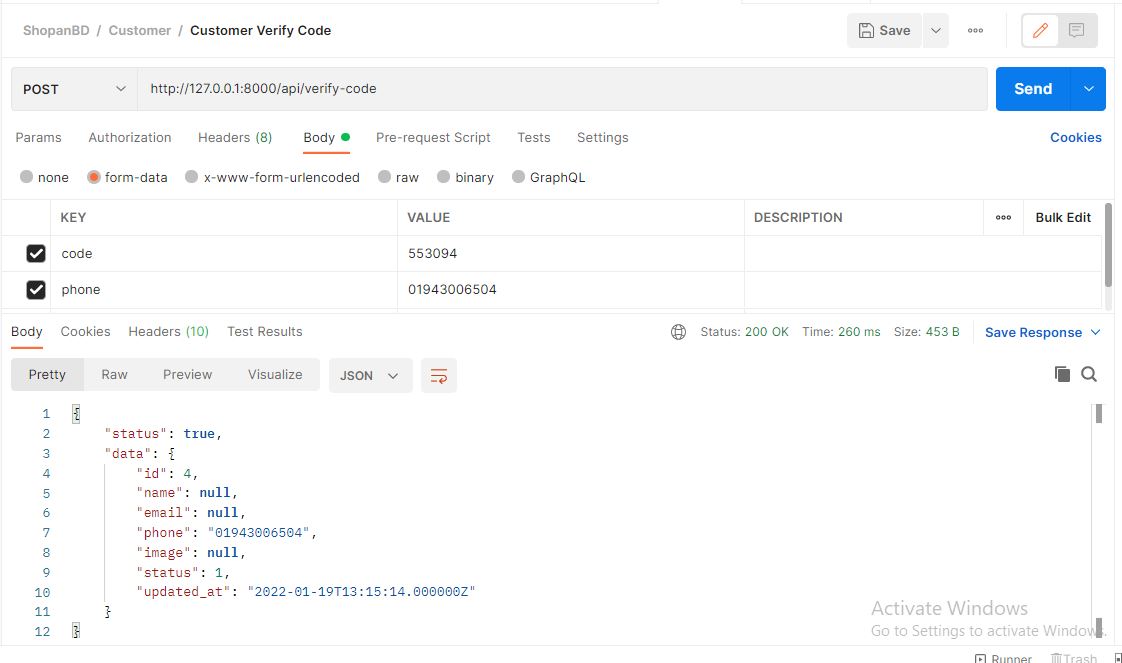 ShopanBD / Customer / Customer Verify Code
Save
POST http://127.0.0.1:8000/api/verify-code Send
Params Authorization Headers (8) Body Pre-request Script Tests Settings Cookies
none form-data x-www-form-urlencoded raw binary GraphQL
KEY VALUE DESCRIPTION Bulk Edit
code 553094
phone 01943006504
Body Cookies Headers (10) Test Results Status: 200 OK Time: 260 ms Size: 453 B Save Response
Pretty Raw Preview Visualize JSON
1 {
2 "status": true,
3 "data": {
4 "id": 4,
5 "name": null,
6 "email": null,
7 "phone": "01943006504",
8 "image": null,
9 "status": 1,
10 "updated_at": "2022-01-19T13:15:14.000000Z"
11 }
12 }
Activate Windows
Go to Settings to activate Windows.
Runner Trash